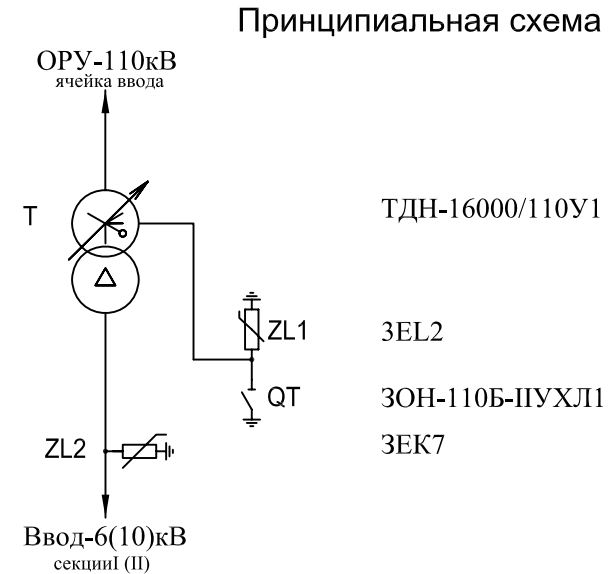 Принципиальная схема
ОРУ-110кВ
ячейка ввода
Т
ТДН-16000/110У1
ZL1
3EL2
QT
ЗОН-110Б-IIУХЛ1
ZL2
3ЕК7
Ввод-6(10)кВ
секцииI (II)